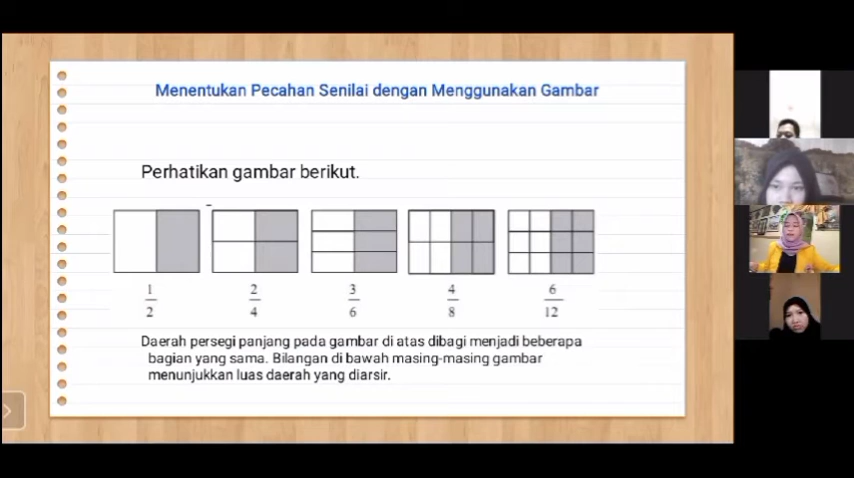 Menentukan Pecahan Senilai dengan Menggunakan Gambar
Perhatikan gambar berikut.
1/2 2/4 3/6 4/8 6/12
Daerah persegi panjang pada gambar di atas dibagi menjadi beberapa
bagian yang sama. Bilangan di bawah masing-masing gambar
menunjukkan luas daerah yang diarsir.